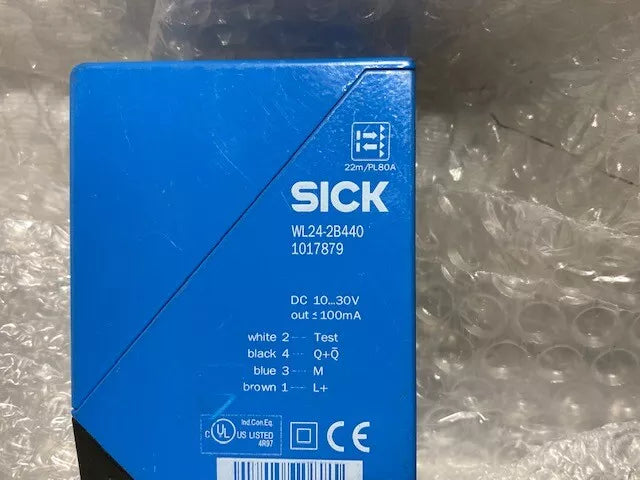 22m/PL80A
SICK
WL24-2B440
1017879
DC 10...30V
out ≤ 100mA
white 2 --- Test
black 4 --- Q+Q̄
blue 3 --- M
brown 1 --- L+
Ind.Con.Eq.
C UL US LISTED
4R97
CE